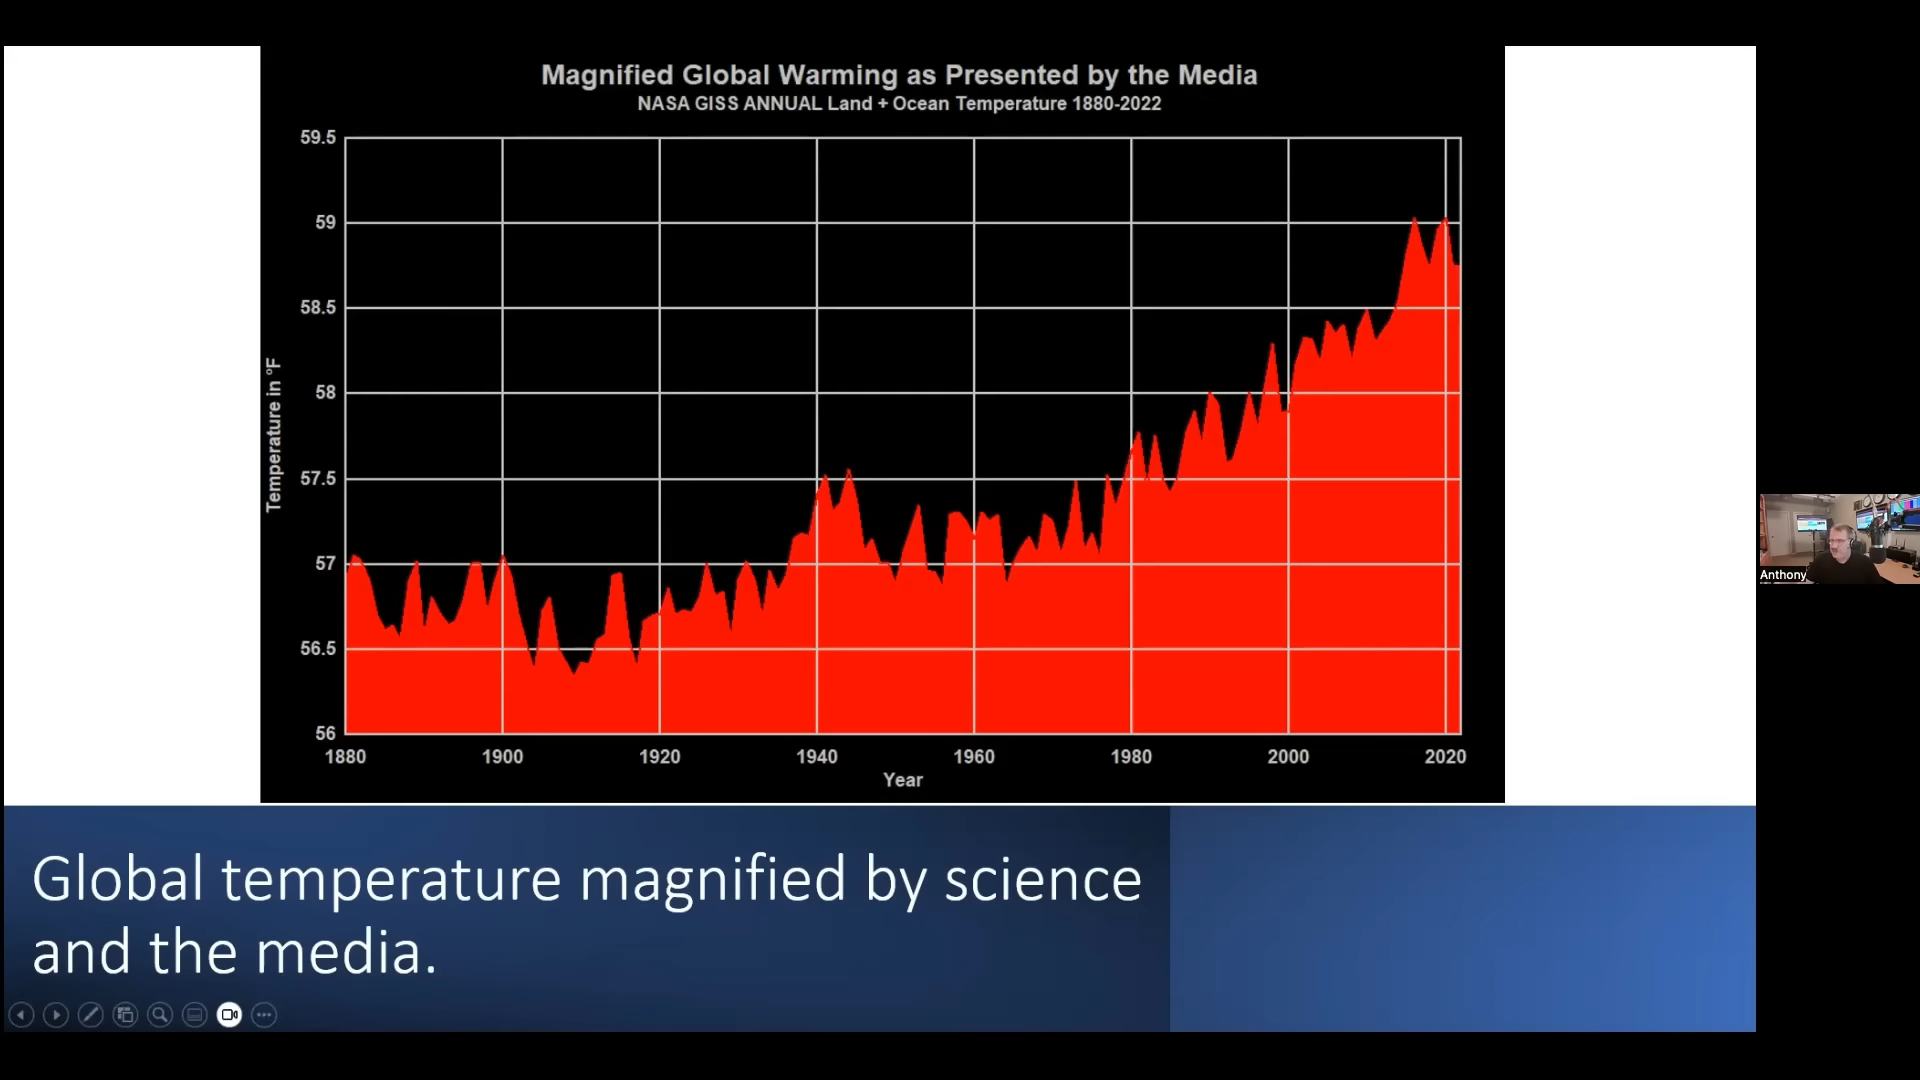 Magnified Global Warming as Presented by the Media
NASA GISS ANNUAL Land + Ocean Temperature 1880-2022
59.5
59
58.5
58
57.5
57
56.5
56
Temperature in °F
1880 1900 1920 1940 1960 1980 2000 2020
Year
Global temperature magnified by science
and the media.
Anthony